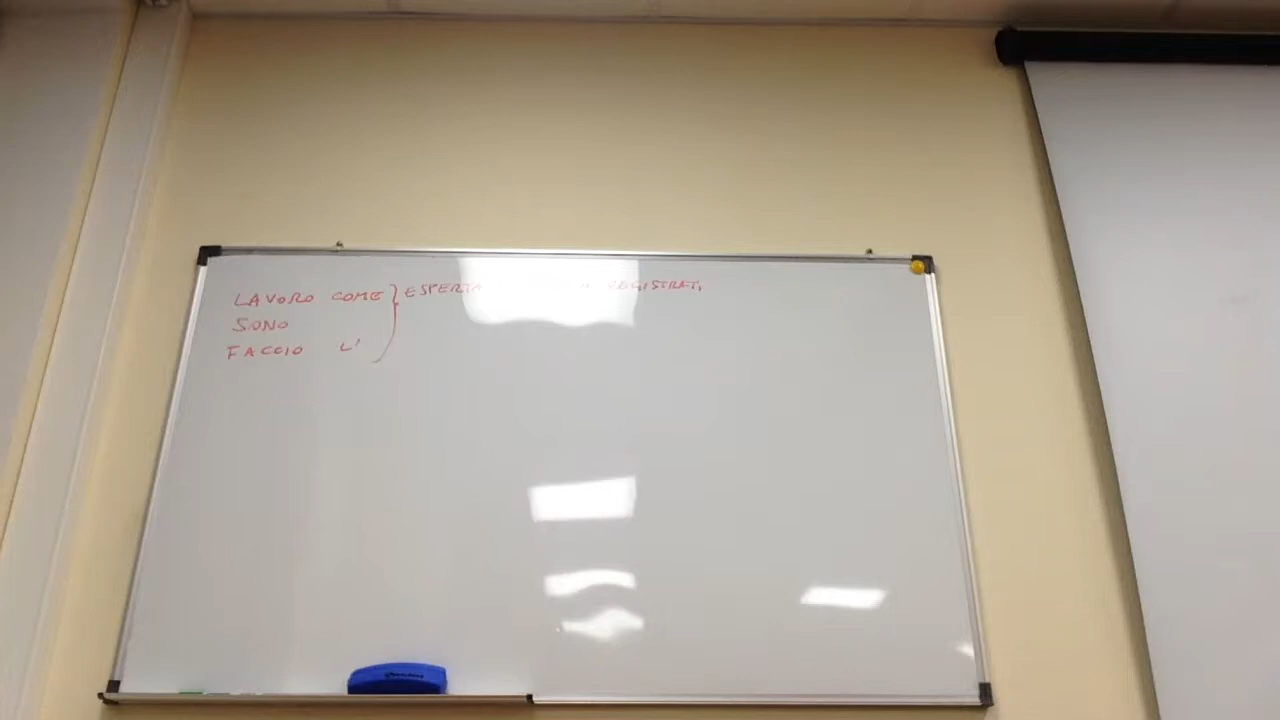 LAVORO COME } ESPERTA REGISTRATI
SONO
FACCIO L'